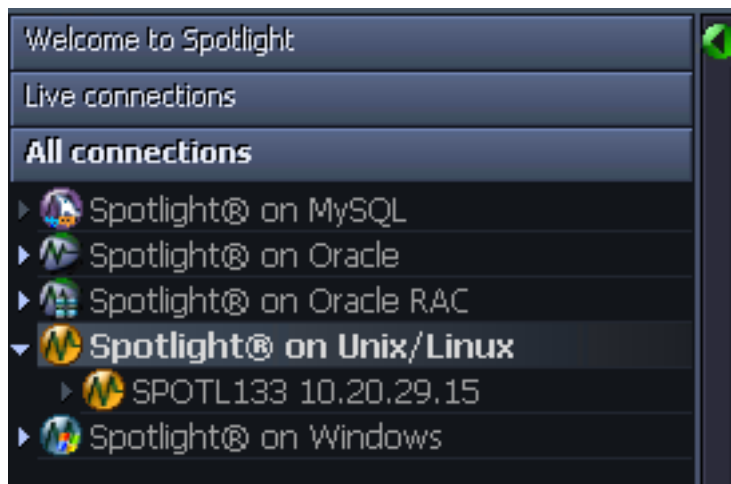 Welcome to Spotlight
Live connections
All connections
Spotlight® on MySQL
Spotlight® on Oracle
Spotlight® on Oracle RAC
Spotlight® on Unix/Linux
SPOTL133 10.20.29.15
Spotlight® on Windows